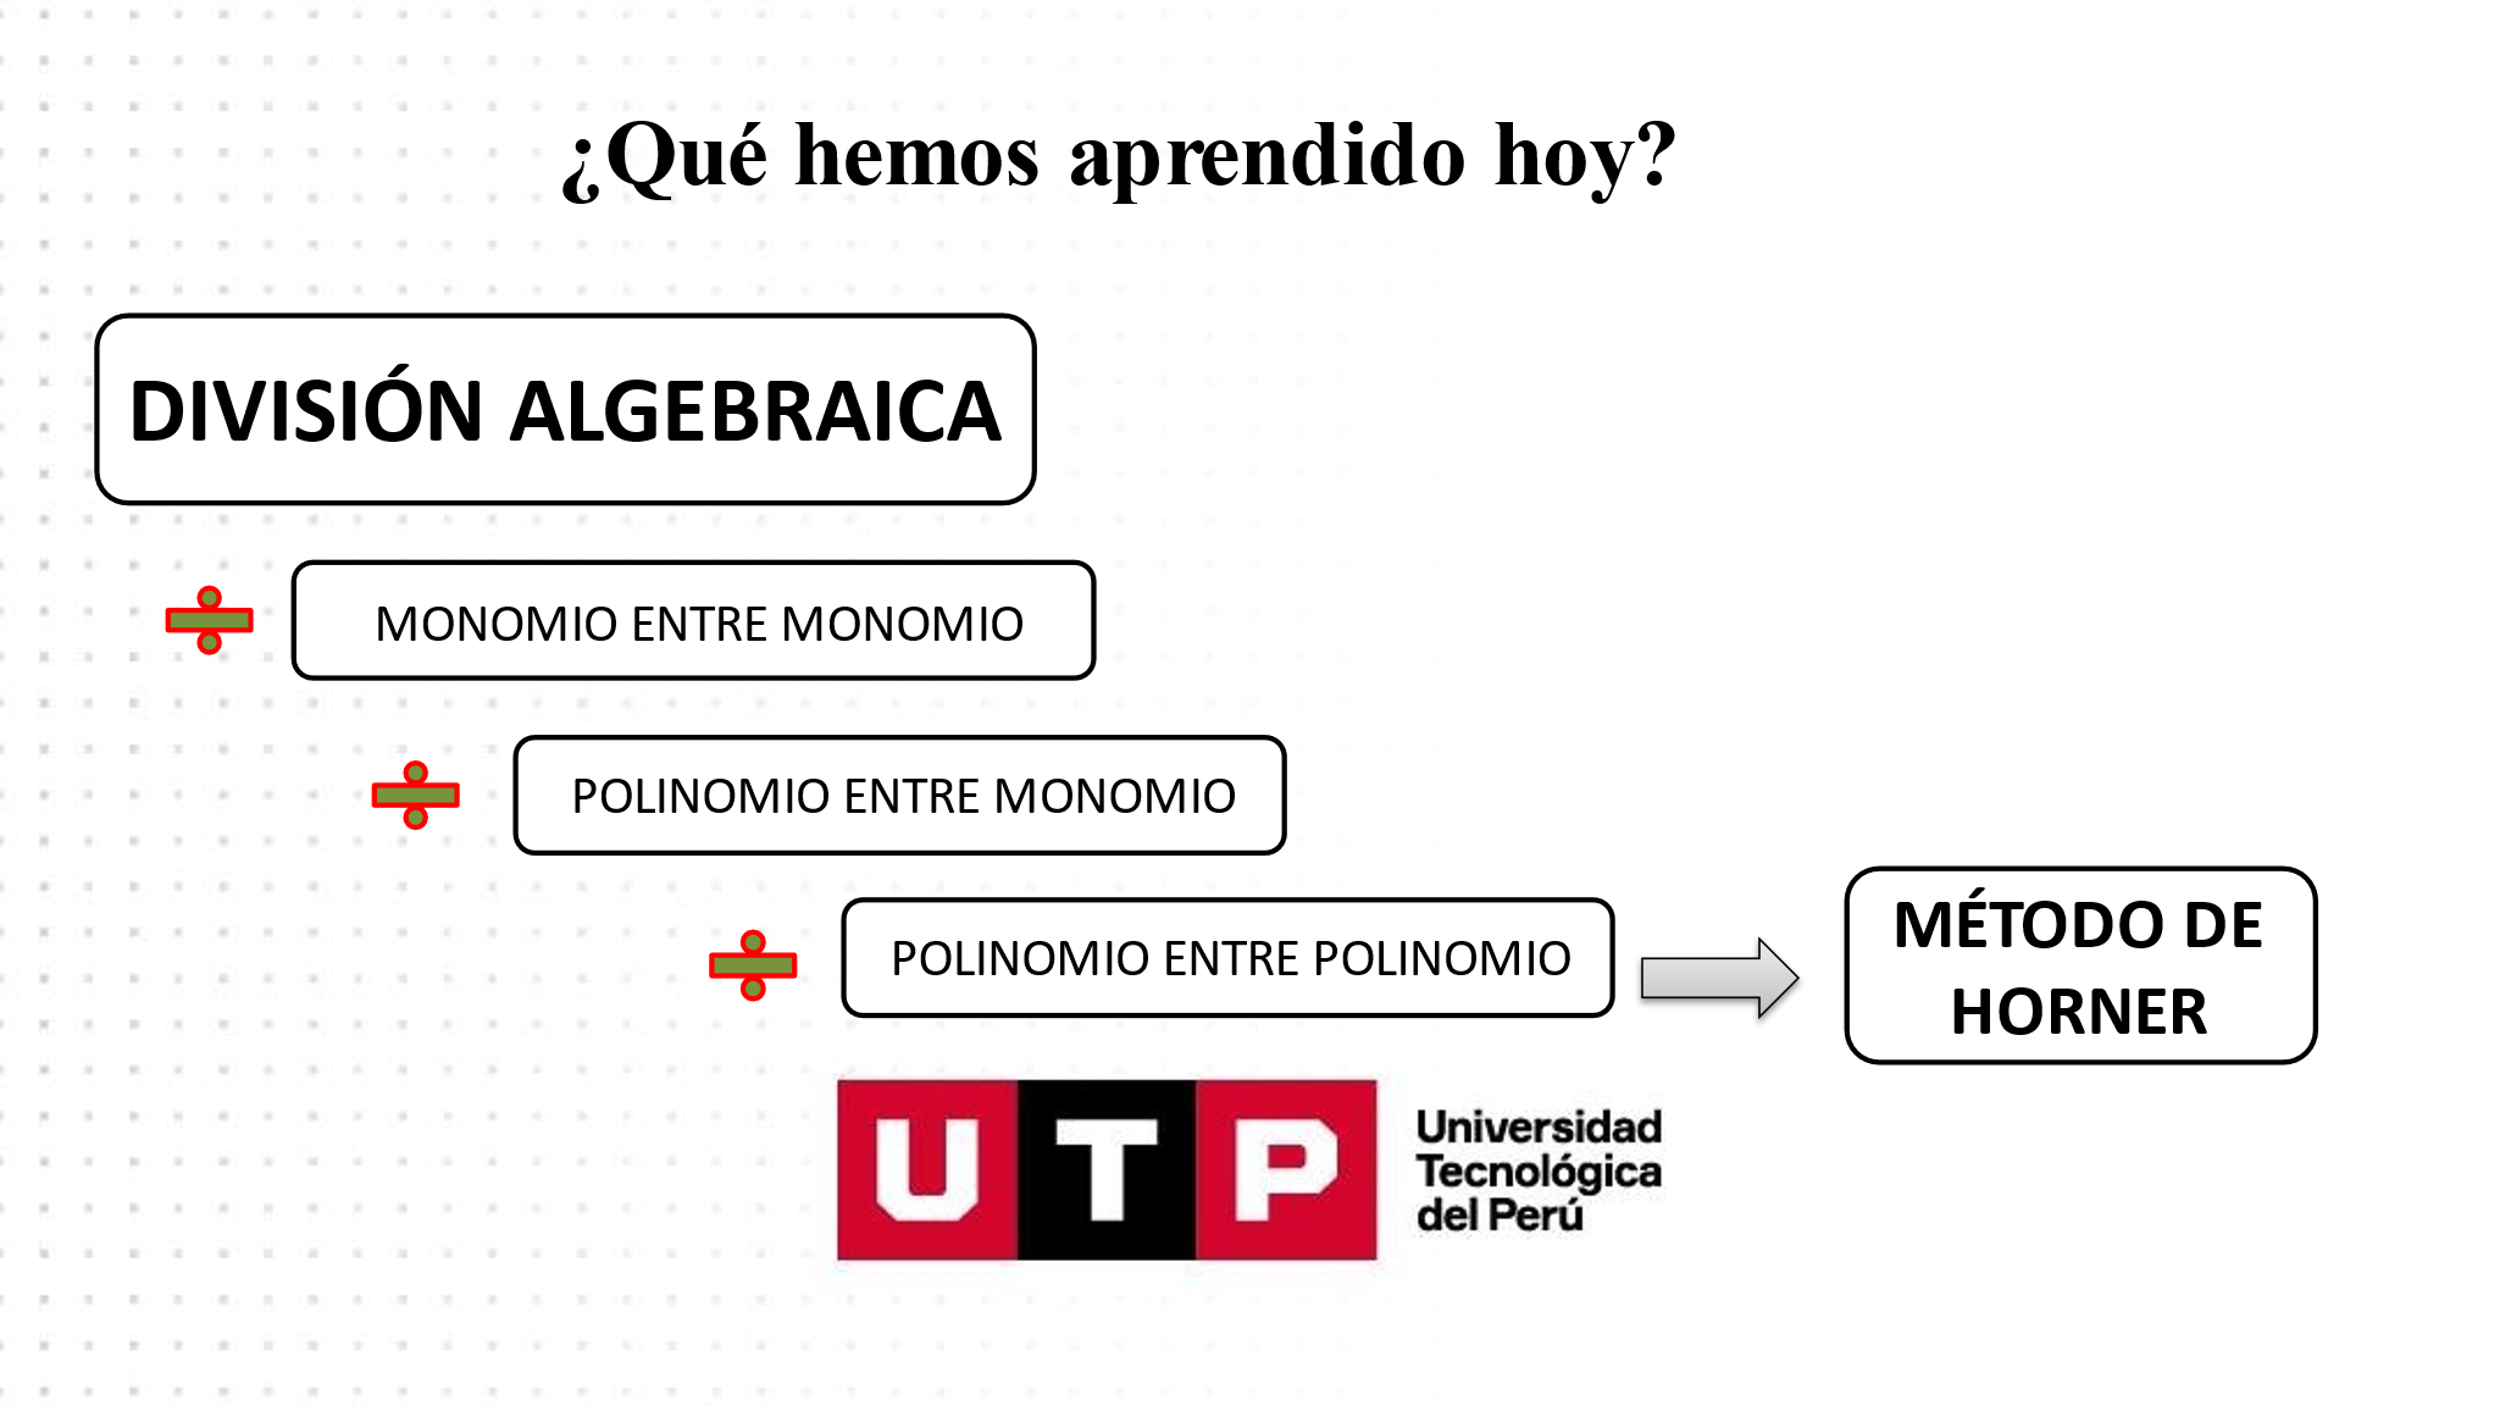 ¿Qué hemos aprendido hoy?
DIVISIÓN ALGEBRAICA
MONOMIO ENTRE MONOMIO
POLINOMIO ENTRE MONOMIO
POLINOMIO ENTRE POLINOMIO
MÉTODO DE
HORNER
UTP
Universidad
Tecnológica
del Perú